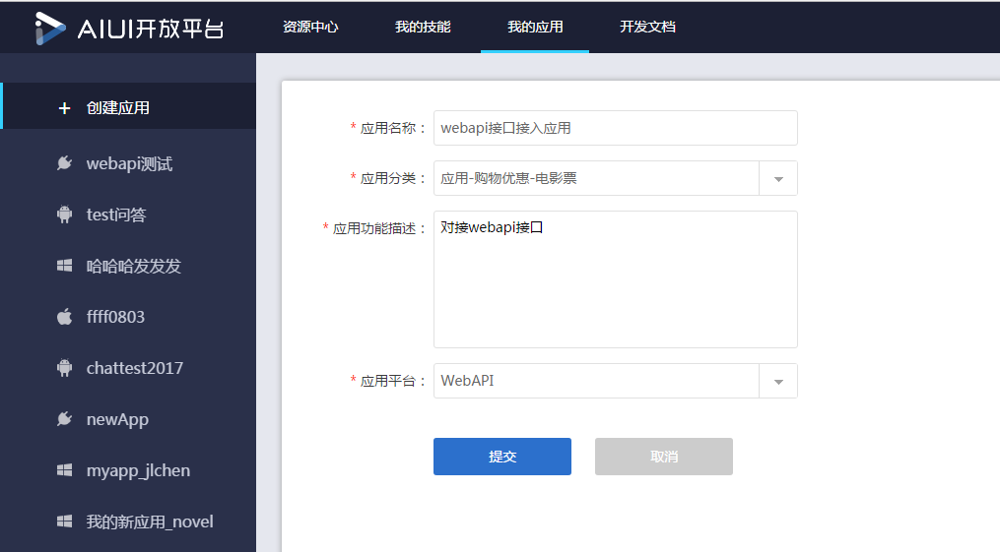 AIUI开放平台 资源中心 我的技能 我的应用 开发文档
+ 创建应用
webapi测试
test问答
哈哈哈发发发
ffff0803
chattest2017
newApp
myapp_jlchen
我的新应用_novel
* 应用名称： webapi接口接入应用
* 应用分类： 应用-购物优惠-电影票
* 应用功能描述： 对接webapi接口
* 应用平台： WebAPI
提交 取消